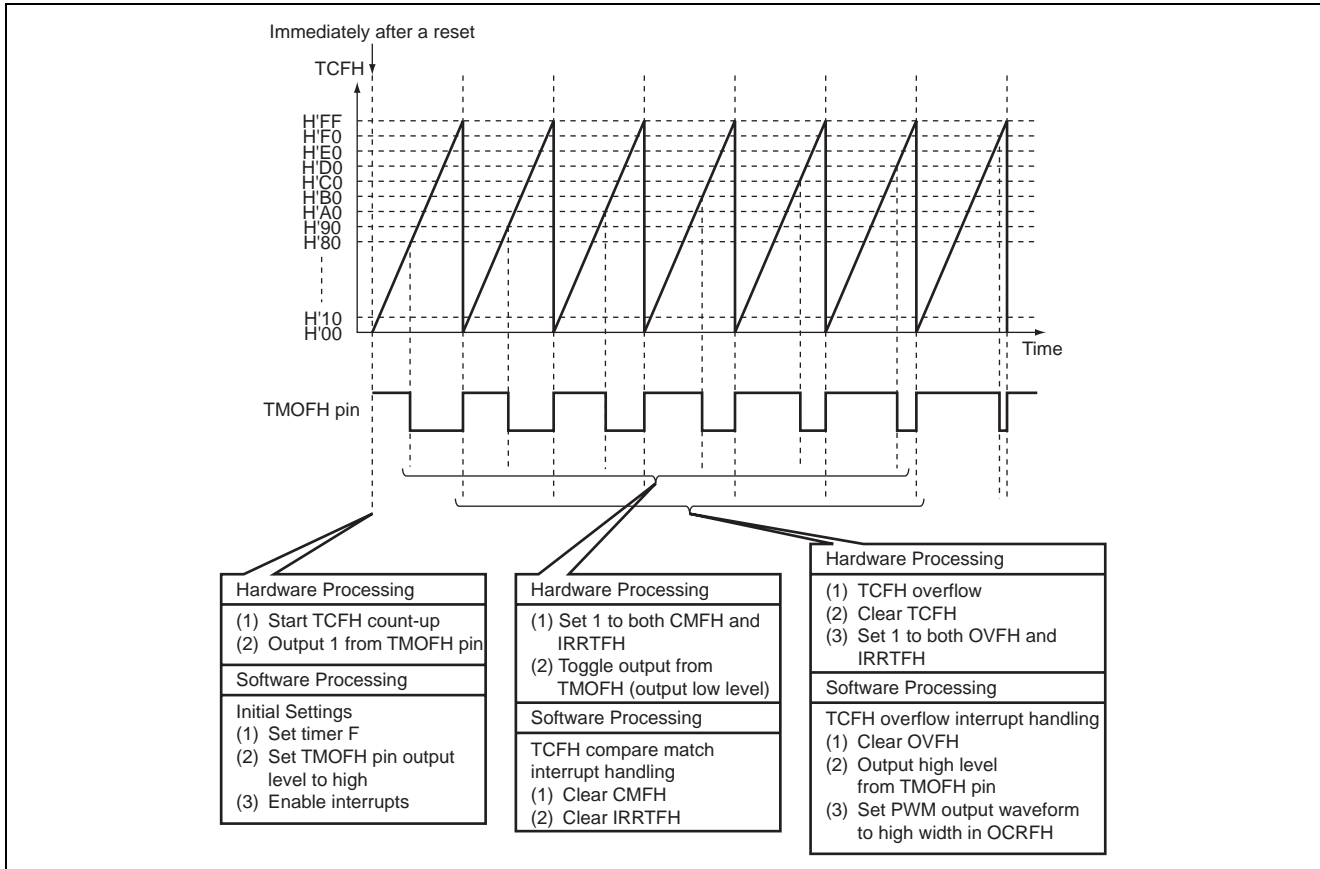 Immediately after a reset
TCFH
H'FF
H'F0
H'E0
H'D0
H'C0
H'B0
H'A0
H'90
H'80
H'10
H'00
Time
TMOFH pin
Hardware Processing
(1) Start TCFH count-up
(2) Output 1 from TMOFH pin
Software Processing
Initial Settings
(1) Set timer F
(2) Set TMOFH pin output
level to high
(3) Enable interrupts
Hardware Processing
(1) Set 1 to both CMFH and
IRRTFH
(2) Toggle output from
TMOFH (output low level)
Software Processing
TCFH compare match
interrupt handling
(1) Clear CMFH
(2) Clear IRRTFH
Hardware Processing
(1) TCFH overflow
(2) Clear TCFH
(3) Set 1 to both OVFH and
IRRTFH
Software Processing
TCFH overflow interrupt handling
(1) Clear OVFH
(2) Output high level
from TMOFH pin
(3) Set PWM output waveform
to high width in OCRFH